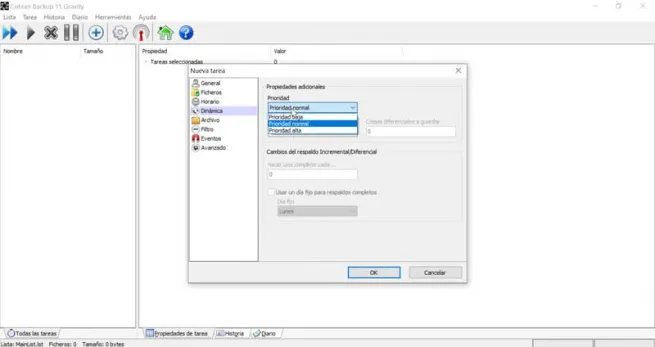 Cobian Backup 11 Gravity
Lista Tarea Historia Diario Herramientas Ayuda
Nombre Tamaño Propiedad Valor
Tareas seleccionadas 0
Nueva tarea
General
Ficheros
Horario
Dinámica
Archivo
Filtro
Eventos
Avanzado
Propiedades adicionales
Prioridad
Prioridad normal
Prioridad baja
Prioridad normal
Prioridad alta
Copias Diferenciales a guardar
0
Cambios del respaldo Incremental/Diferencial
Hacer uno completo cada ...
0
Usar un día fijo para respaldos completos
Día fijo
Lunes
OK Cancelar
Todas las tareas Propiedades de tarea Historia Diario
Lista: MainList.lst Ficheros: 0 Tamaño: 0 bytes